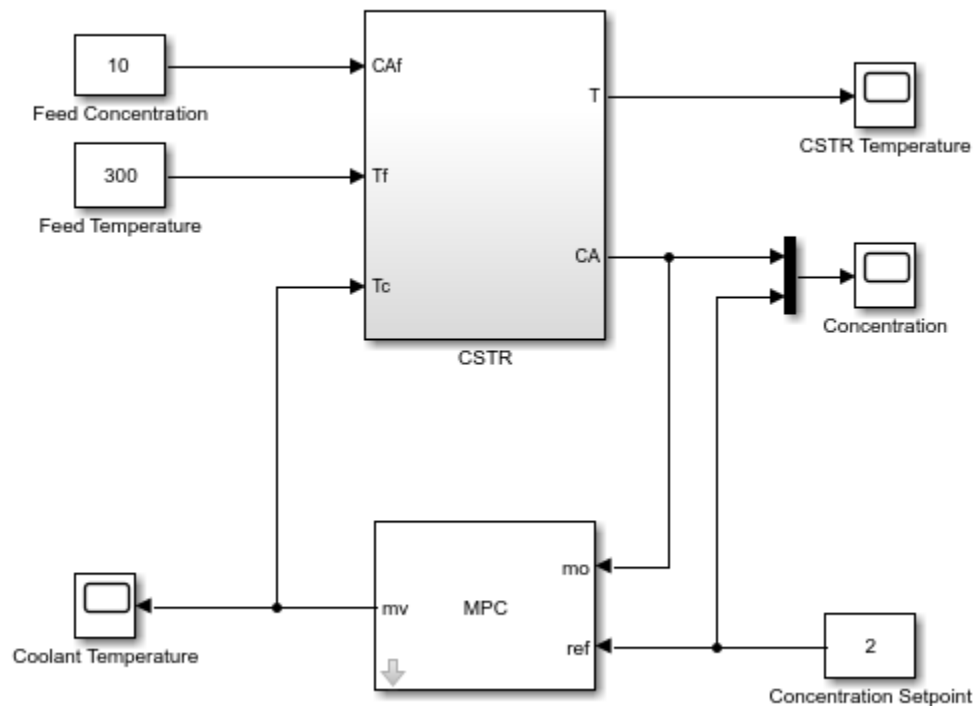 10
Feed Concentration
300
Feed Temperature
CAf
Tf
Tc
T
CA
CSTR
CSTR Temperature
Concentration
Coolant Temperature
mv
MPC
mo
ref
2
Concentration Setpoint